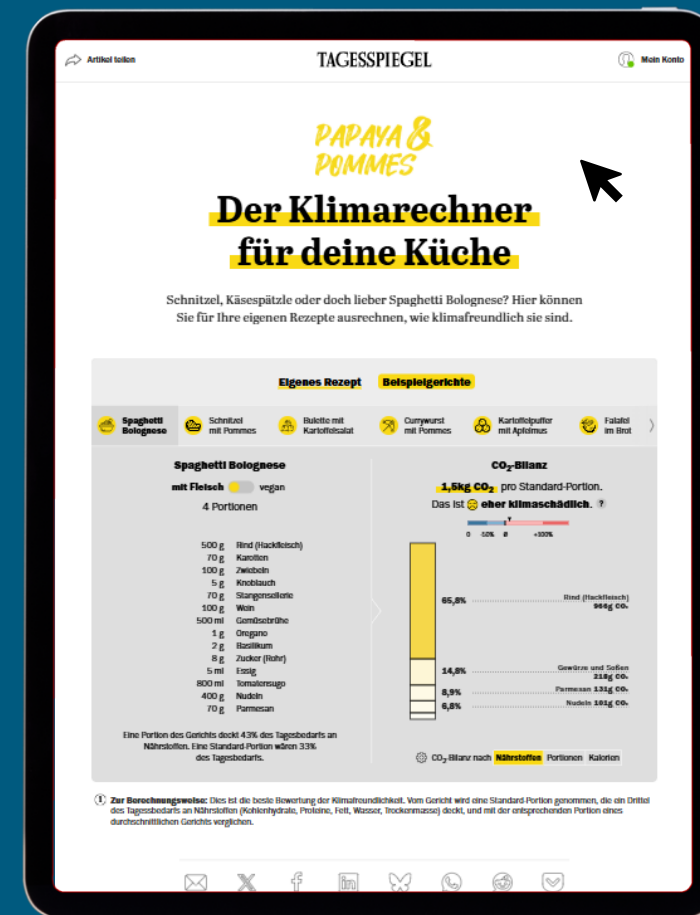 Artikel teilen
TAGESSPIEGEL
Mein Konto
PAPAYA &
POMMES
Der Klimarechner
für deine Küche
Schnitzel, Käsespätzle oder doch lieber Spaghetti Bolognese? Hier können
Sie für Ihre eigenen Rezepte ausrechnen, wie klimafreundlich sie sind.
Eigenes Rezept
Beispielgerichte
Spaghetti
Bolognese
Schnitzel
mit Pommes
Bulette mit
Kartoffelsalat
Currywurst
mit Pommes
Kartoffelpuffer
mit Apfelmus
Falafel
im Brot
Spaghetti Bolognese
mit Fleisch vegan
4 Portionen
500 g Rind (Hackfleisch)
70 g Karotten
100 g Zwiebeln
5 g Knoblauch
70 g Stangensellerie
100 g Wein
500 ml Gemüsebrühe
1 g Oregano
2 g Basilikum
8 g Zucker (Rohr)
5 ml Essig
800 ml Tomatensugo
400 g Nudeln
70 g Parmesan
Eine Portion des Gerichts deckt 43% des Tagesbedarfs an
Nährstoffen. Eine Standard-Portion wären 33%
des Tagesbedarfs.
CO₂-Bilanz
1,5kg CO₂ pro Standard-Portion.
Das ist eher klimaschädlich. ?
0 -50% Ø +100%
65,8% Rind (Hackfleisch)
966g CO₂
14,8% Gewürze und Soßen
218g CO₂
8,9% Parmesan 131g CO₂
6,8% Nudeln 101g CO₂
CO₂-Bilanz nach Nährstoffen Portionen Kalorien
Zur Berechnungsweise: Dies ist die beste Bewertung der Klimafreundlichkeit. Vom Gericht wird eine Standard-Portion genommen, die ein Drittel
des Tagesbedarfs an Nährstoffen (Kohlenhydrate, Proteine, Fett, Wasser, Trockenmasse) deckt, und mit der entsprechenden Portion eines
durchschnittlichen Gerichts verglichen.